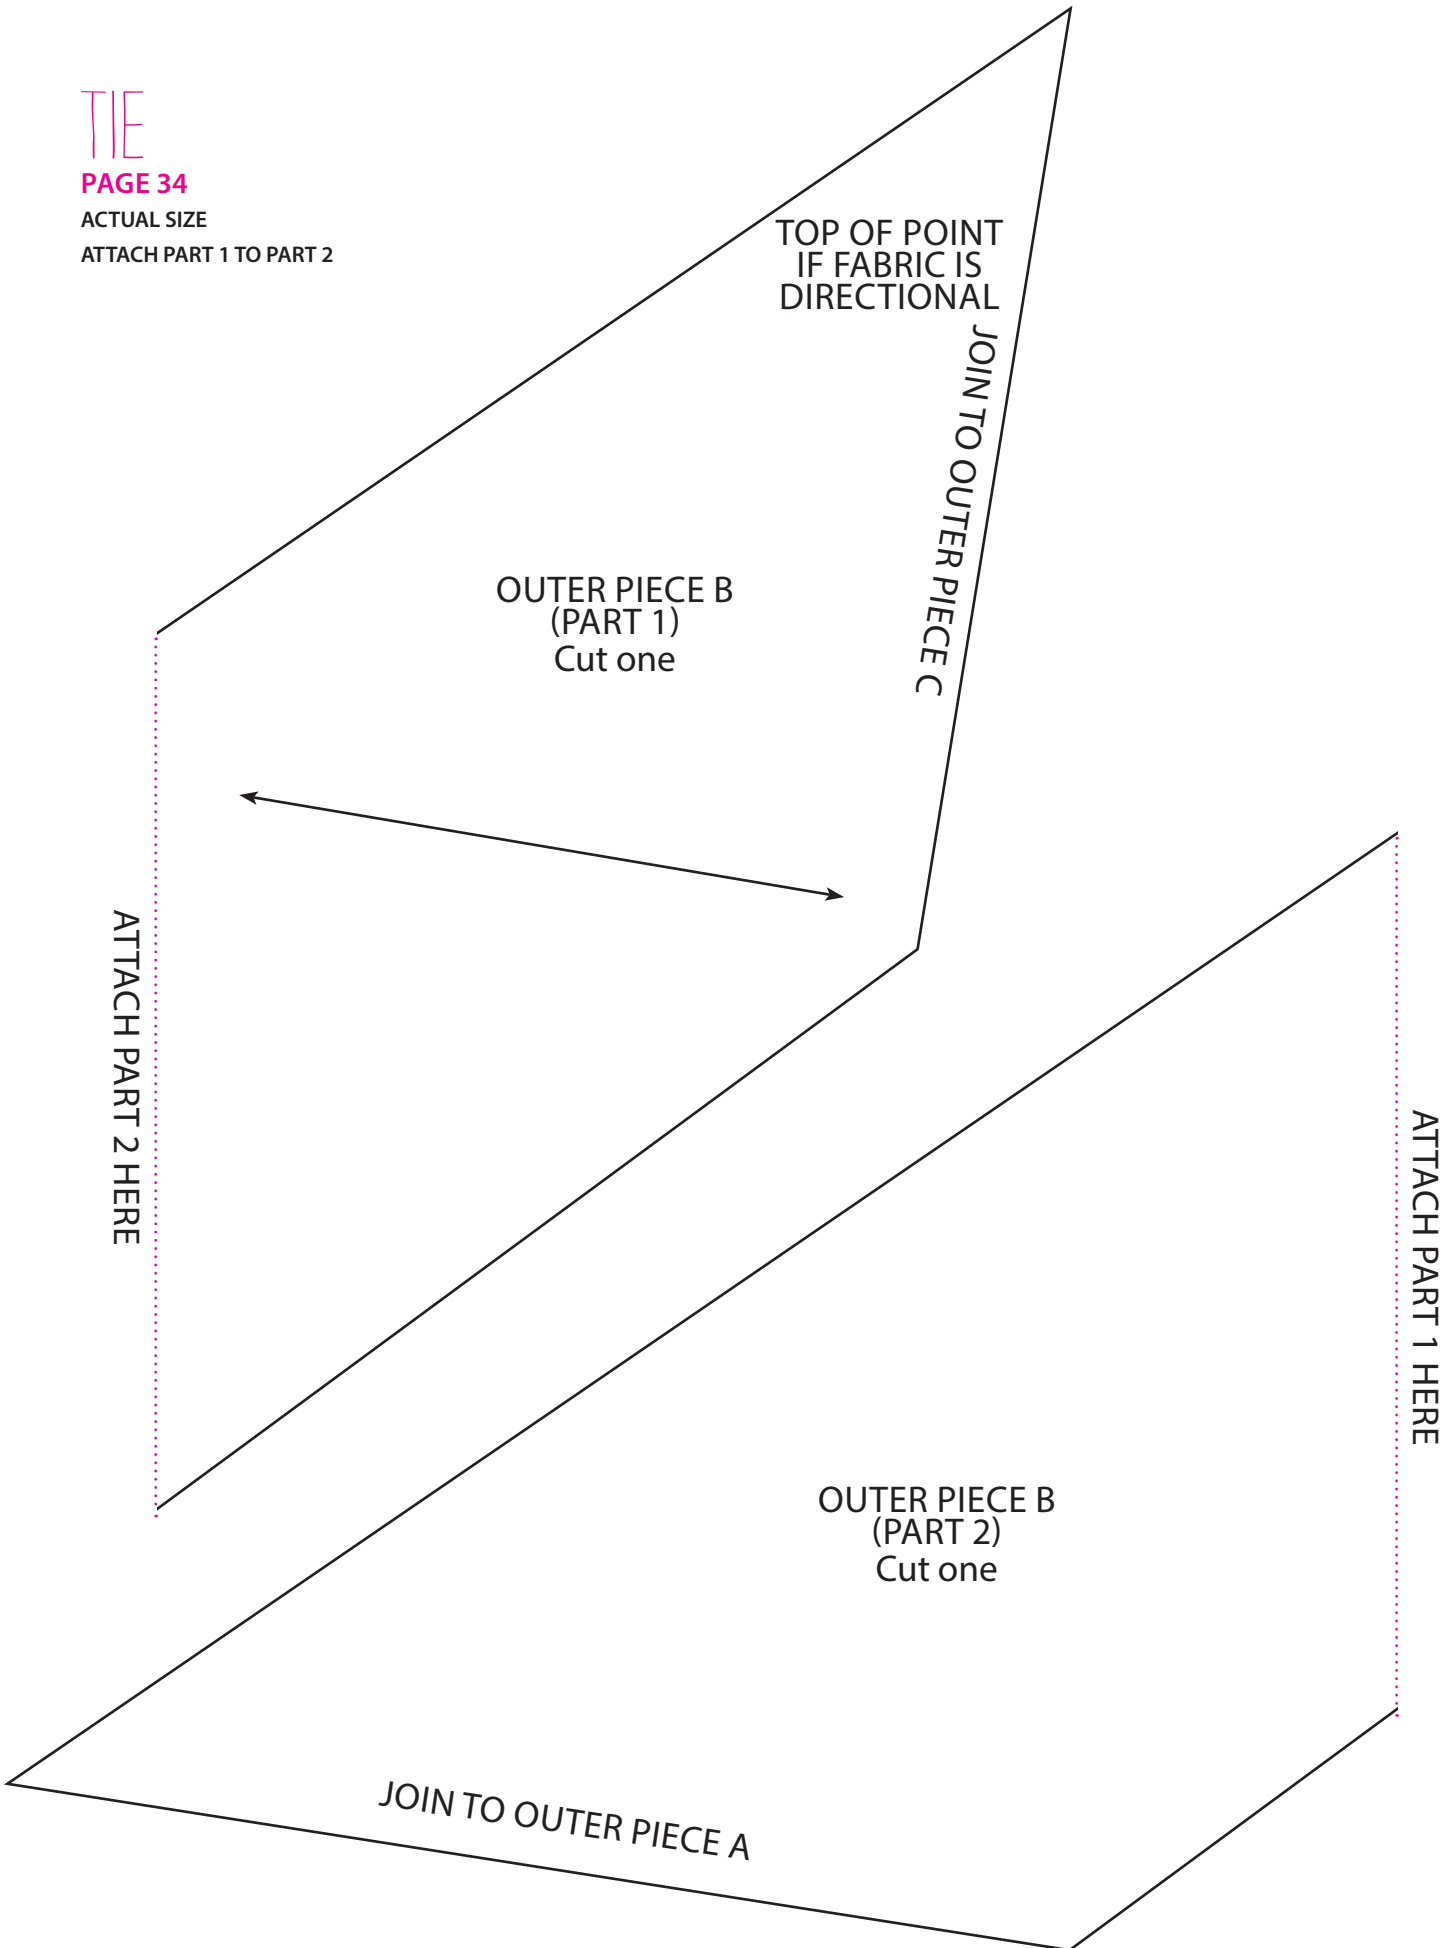 TIE
PAGE 34
ACTUAL SIZE
ATTACH PART 1 TO PART 2
TOP OF POINT
IF FABRIC IS
DIRECTIONAL
JOIN TO OUTER PIECE C
OUTER PIECE B
(PART 1)
Cut one
ATTACH PART 2 HERE
ATTACH PART 1 HERE
OUTER PIECE B
(PART 2)
Cut one
JOIN TO OUTER PIECE A